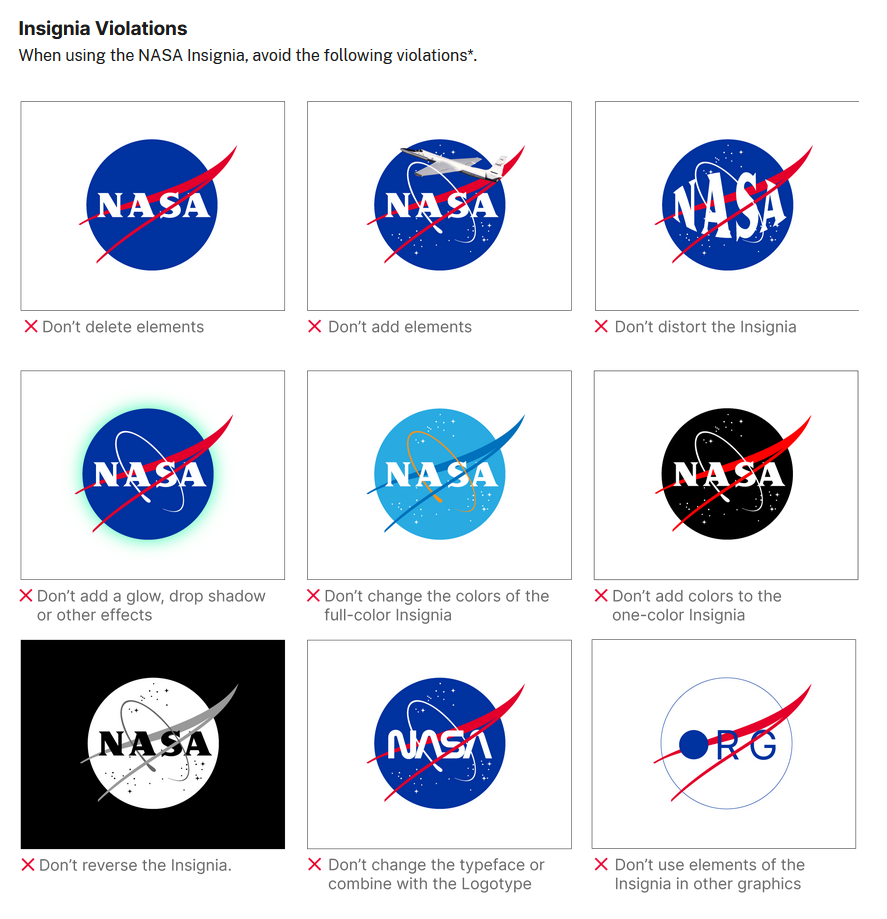 Insignia Violations
When using the NASA Insignia, avoid the following violations*.
NASA
NASA
NASA
Don't delete elements
Don't add elements
Don't distort the Insignia
NASA
NASA
NASA
Don't add a glow, drop shadow
or other effects
Don't change the colors of the
full-color Insignia
Don't add colors to the
one-color Insignia
NASA
NASA
RG
Don't reverse the Insignia.
Don't change the typeface or
combine with the Logotype
Don't use elements of the
Insignia in other graphics